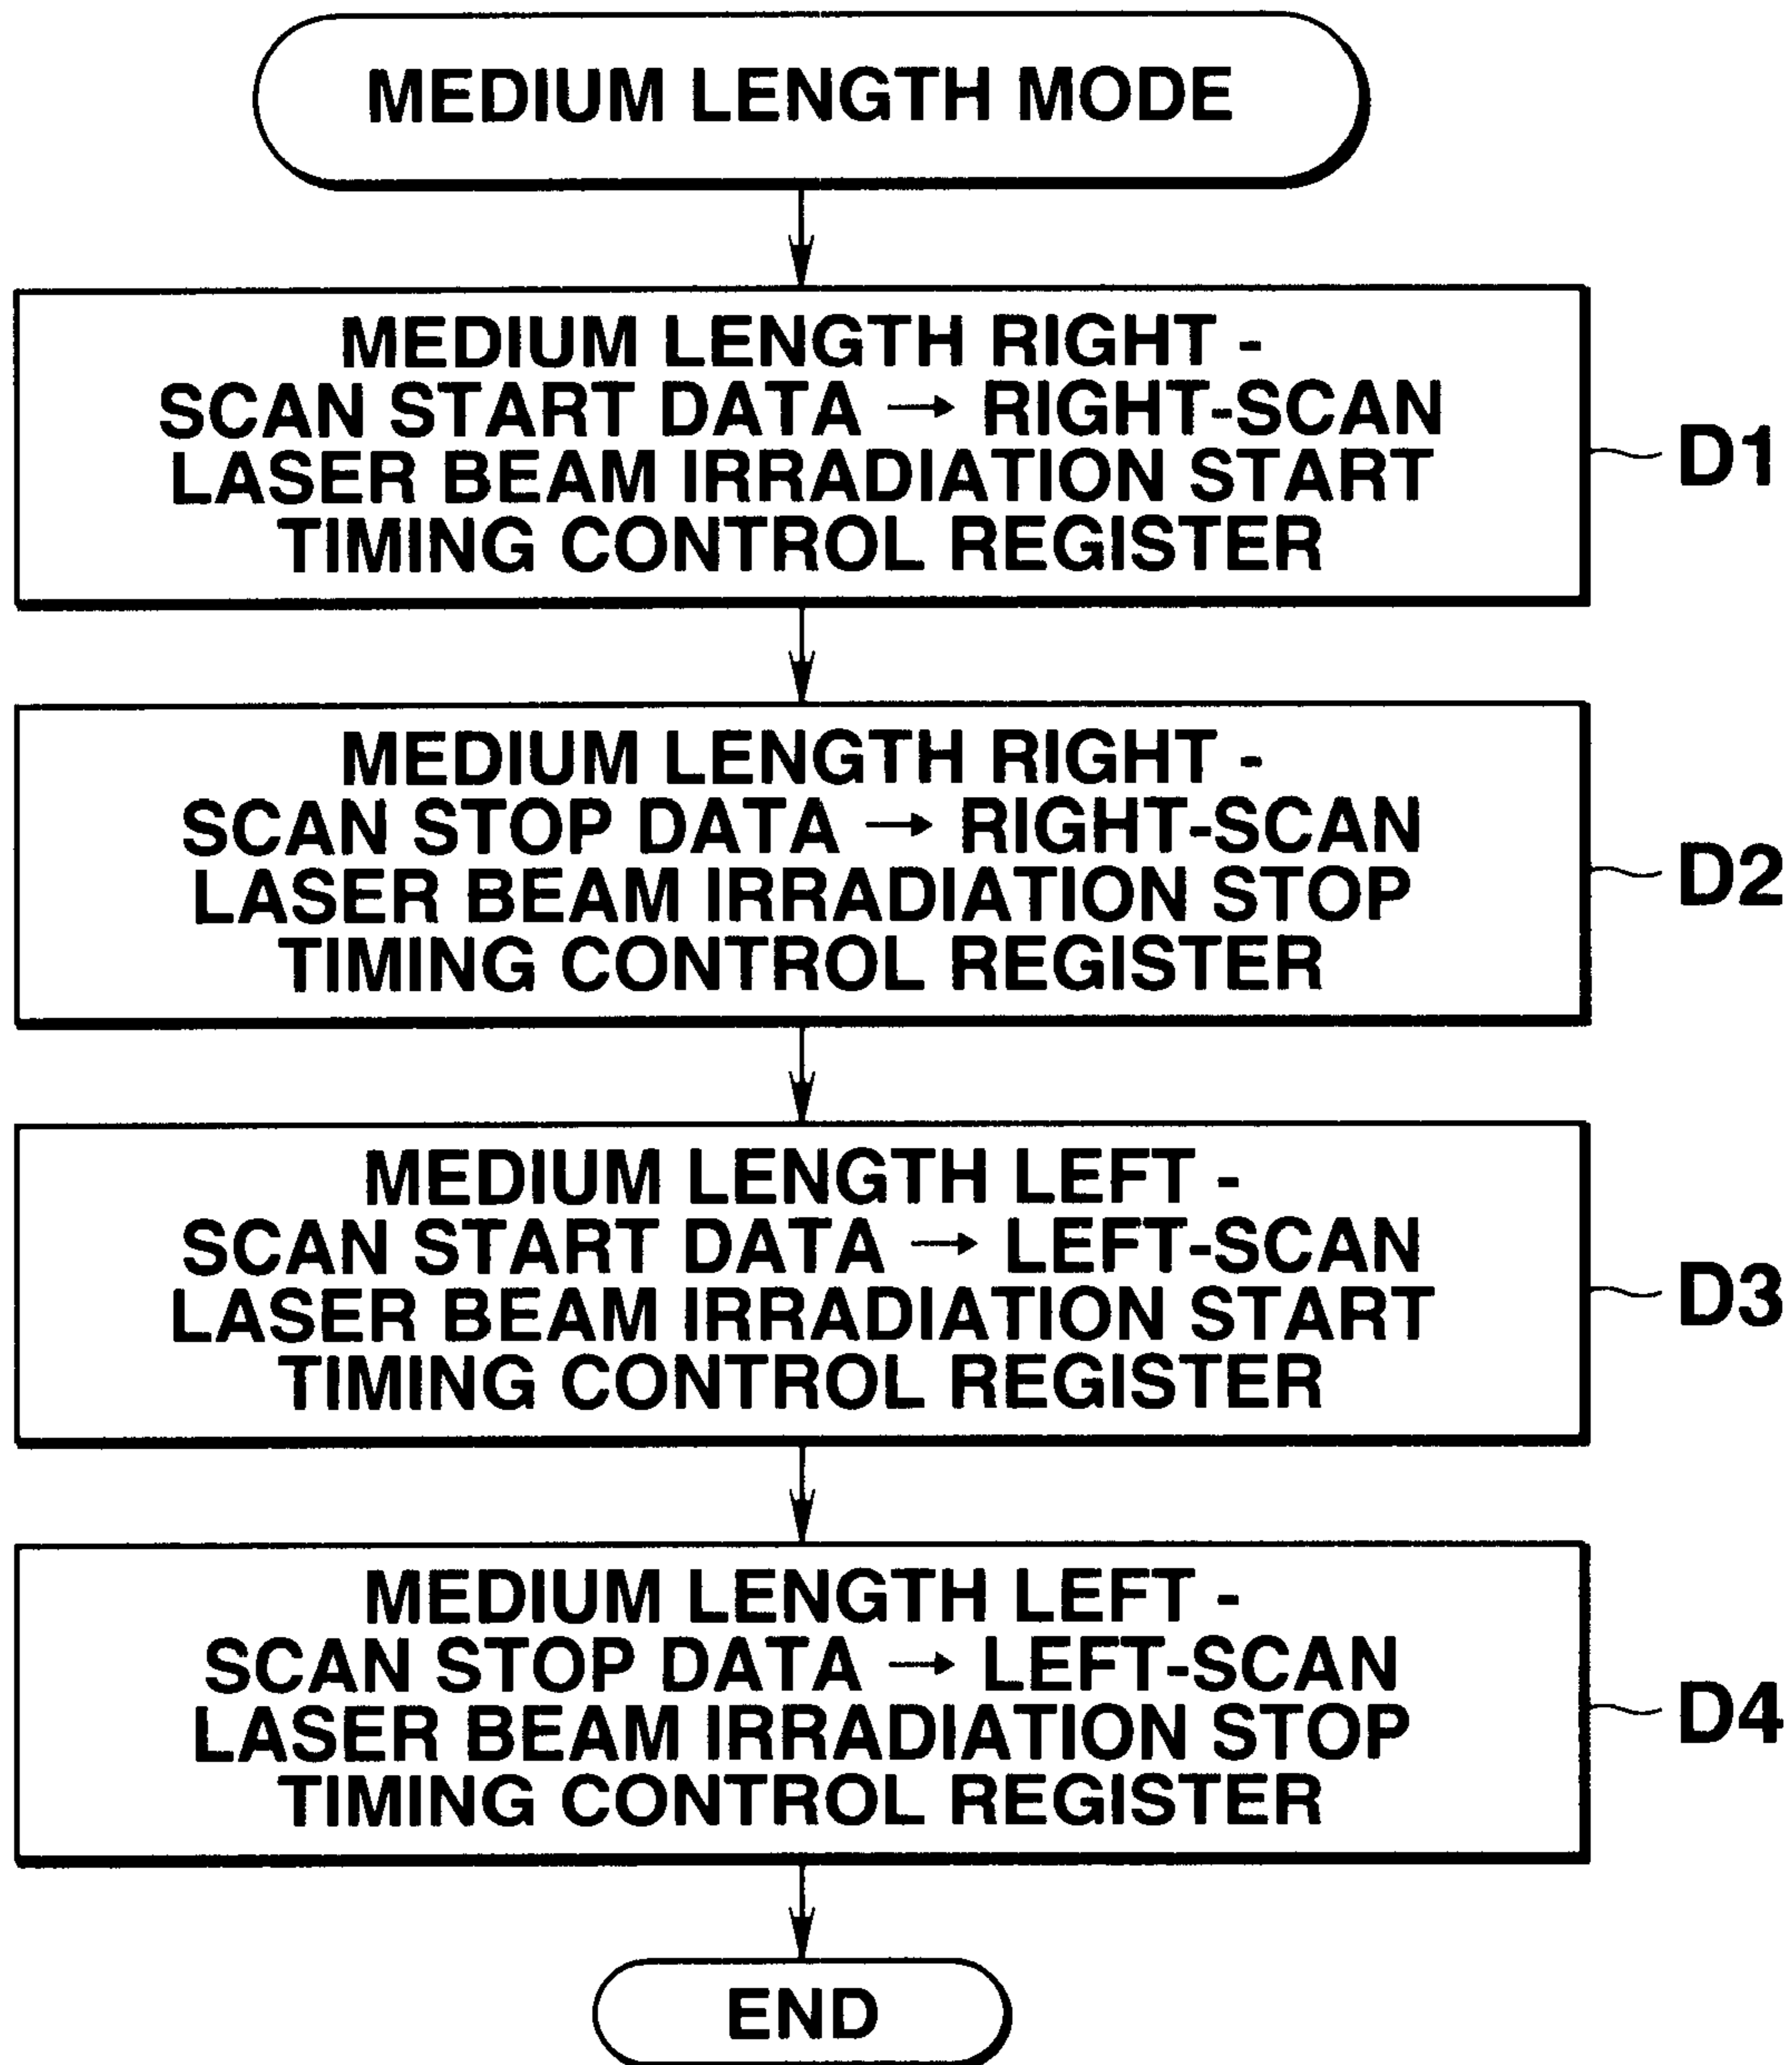 MEDIUM LENGTH MODE
MEDIUM LENGTH RIGHT -
SCAN START DATA → RIGHT-SCAN
LASER BEAM IRRADIATION START
TIMING CONTROL REGISTER
D1
MEDIUM LENGTH RIGHT -
SCAN STOP DATA → RIGHT-SCAN
LASER BEAM IRRADIATION STOP
TIMING CONTROL REGISTER
D2
MEDIUM LENGTH LEFT -
SCAN START DATA → LEFT-SCAN
LASER BEAM IRRADIATION START
TIMING CONTROL REGISTER
D3
MEDIUM LENGTH LEFT -
SCAN STOP DATA → LEFT-SCAN
LASER BEAM IRRADIATION STOP
TIMING CONTROL REGISTER
D4
END